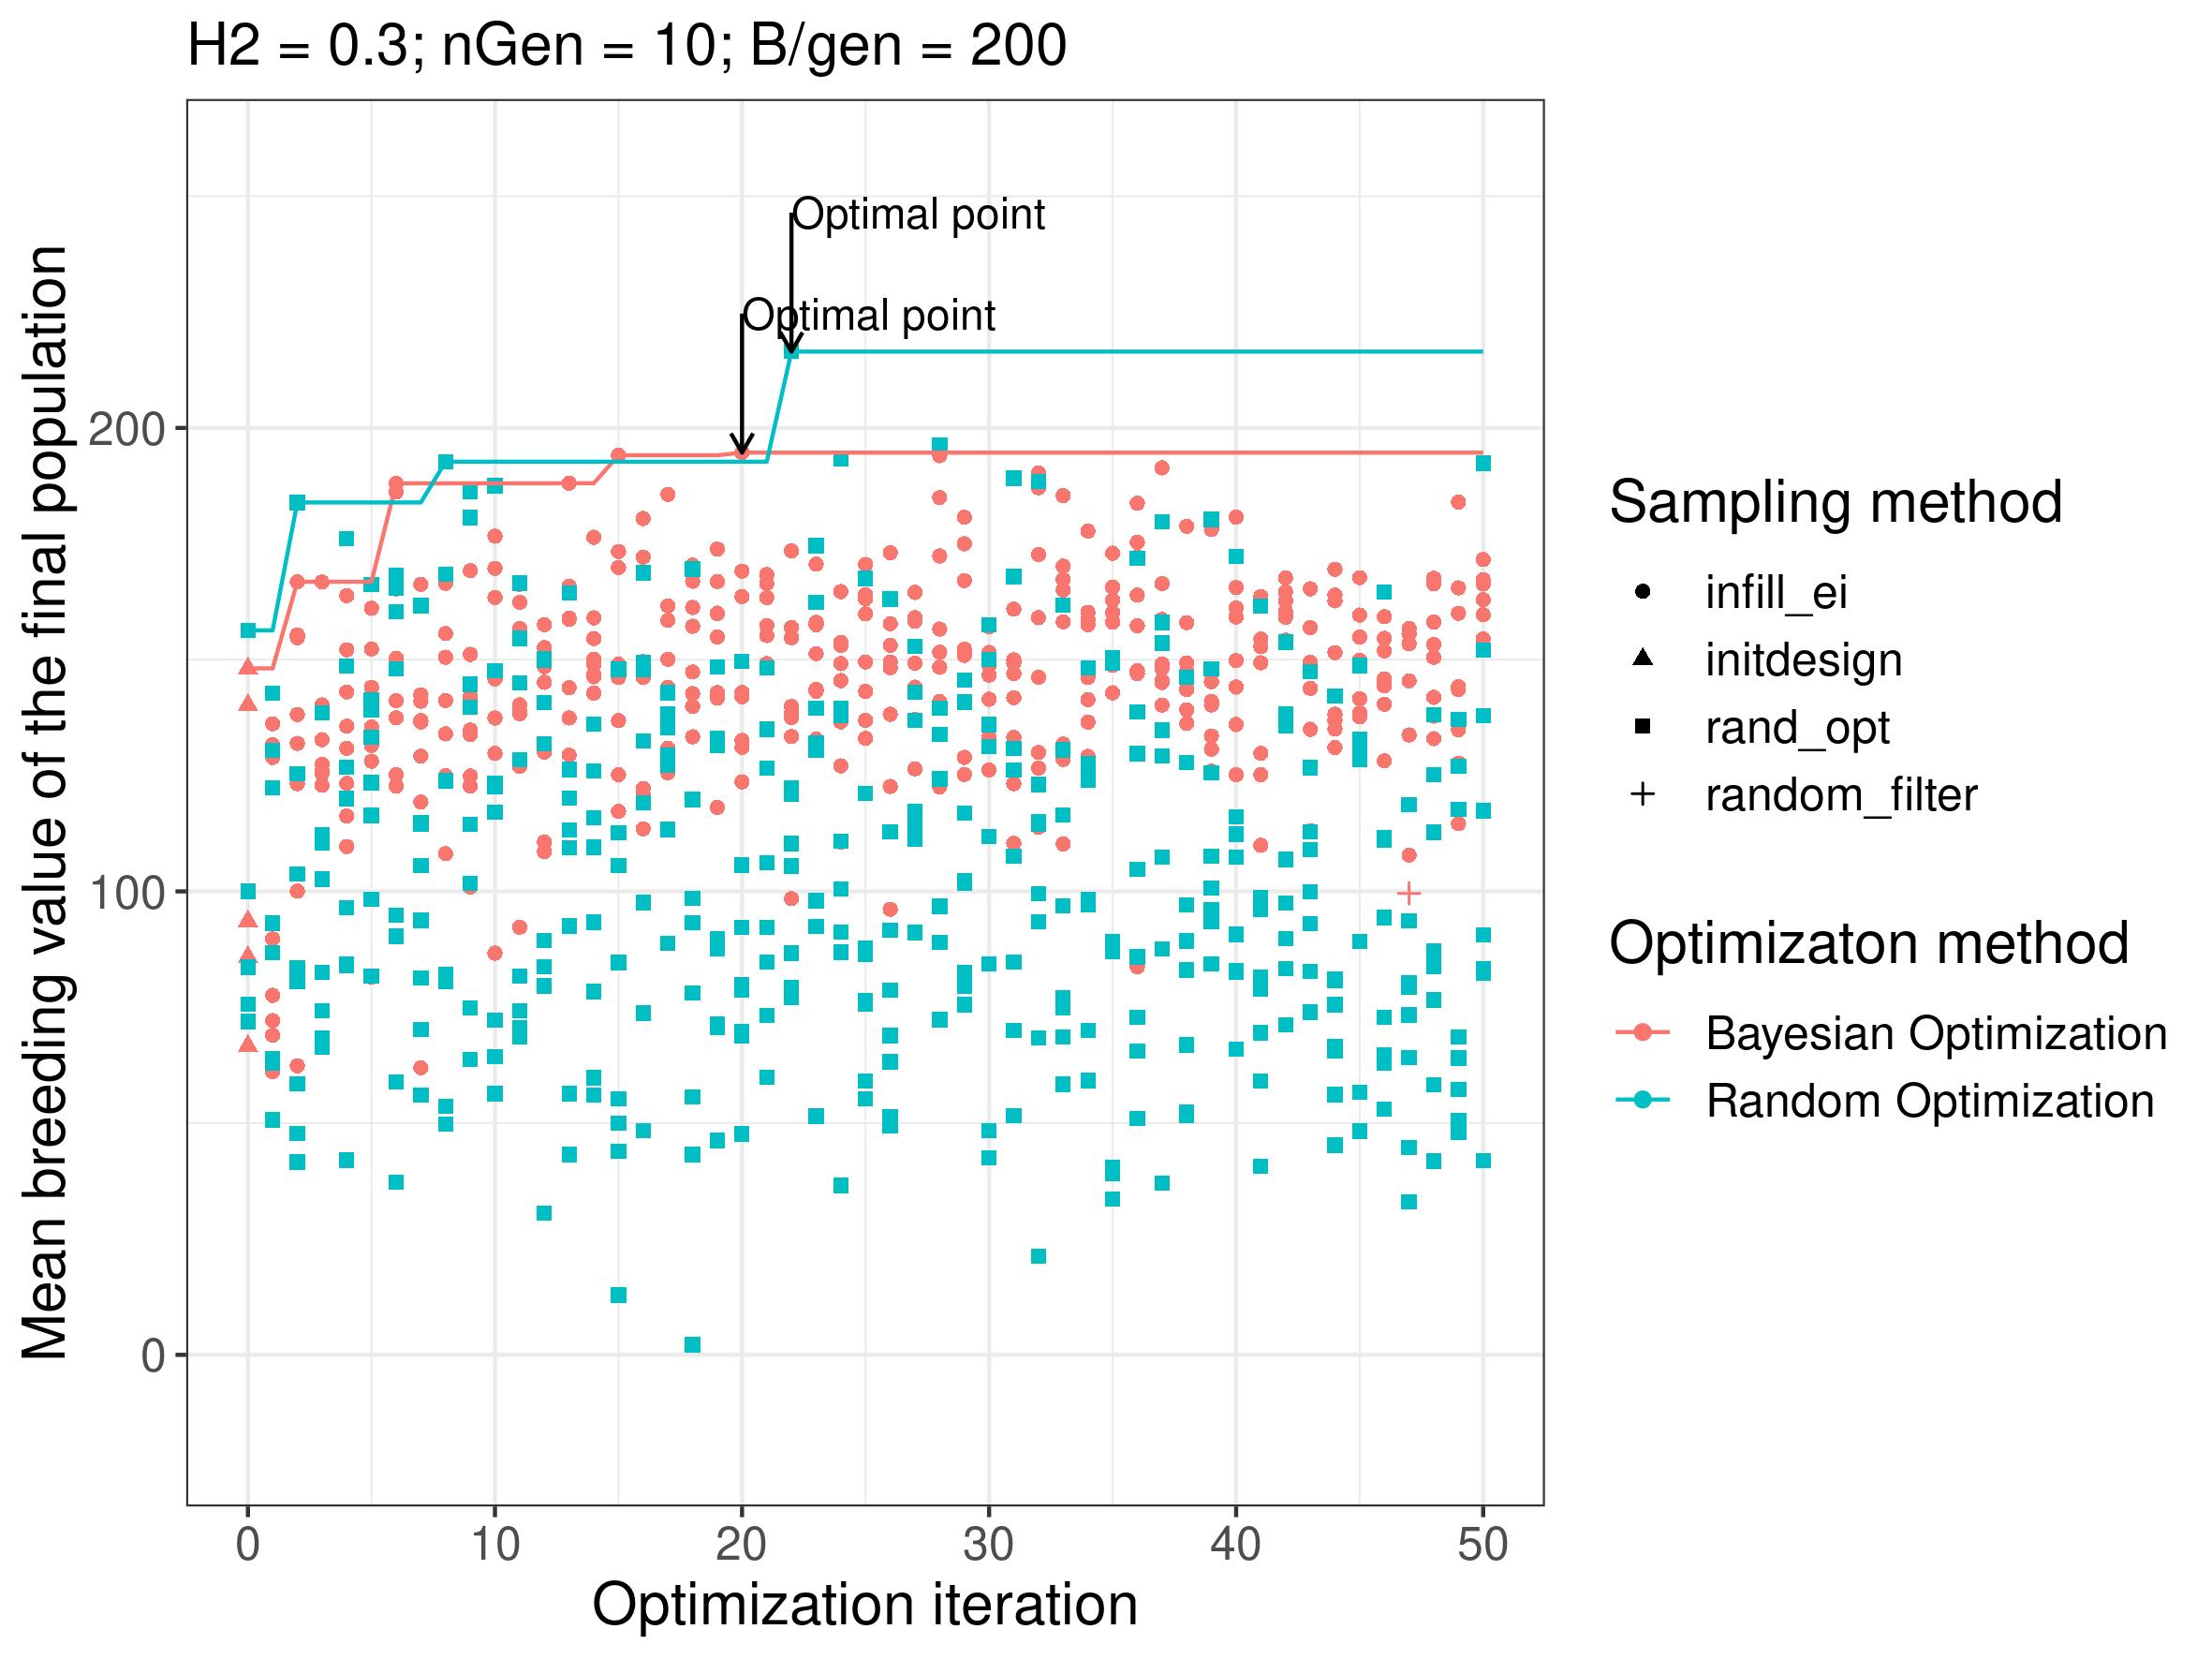 H2 = 0.3; nGen = 10; B/gen = 200
Mean breeding value of the final population
200
100
0
Optimal point
Optimal point
0
10
20
30
40
50
Optimization iteration
Sampling method
infill_ei
initdesign
rand_opt
random_filter
Optimizaton method
Bayesian Optimization
Random Optimization